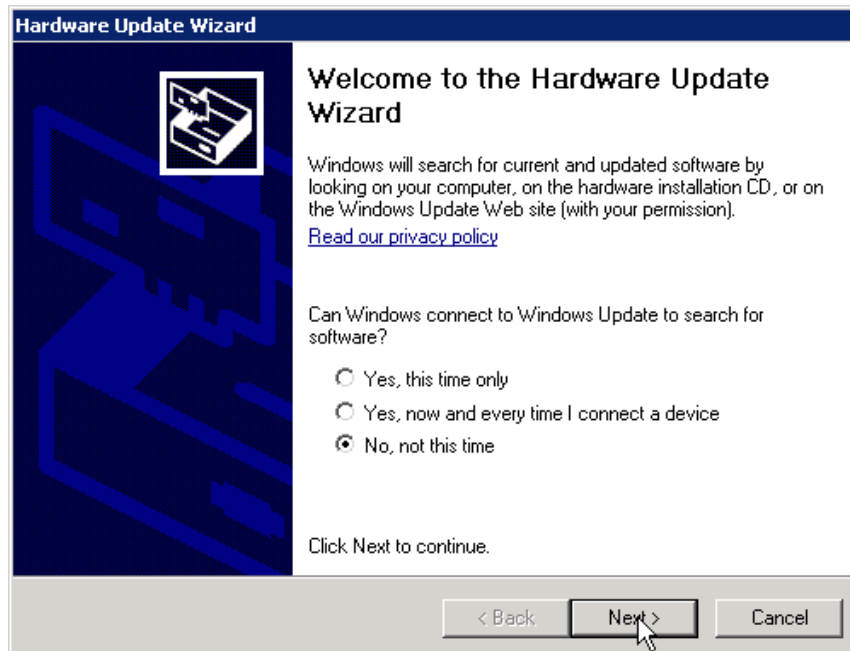 Hardware Update Wizard
Welcome to the Hardware Update
Wizard
Windows will search for current and updated software by
looking on your computer, on the hardware installation CD, or on
the Windows Update Web site (with your permission).
Read our privacy policy
Can Windows connect to Windows Update to search for
software?
Yes, this time only
Yes, now and every time I connect a device
No, not this time
Click Next to continue.
< Back
Next >
Cancel